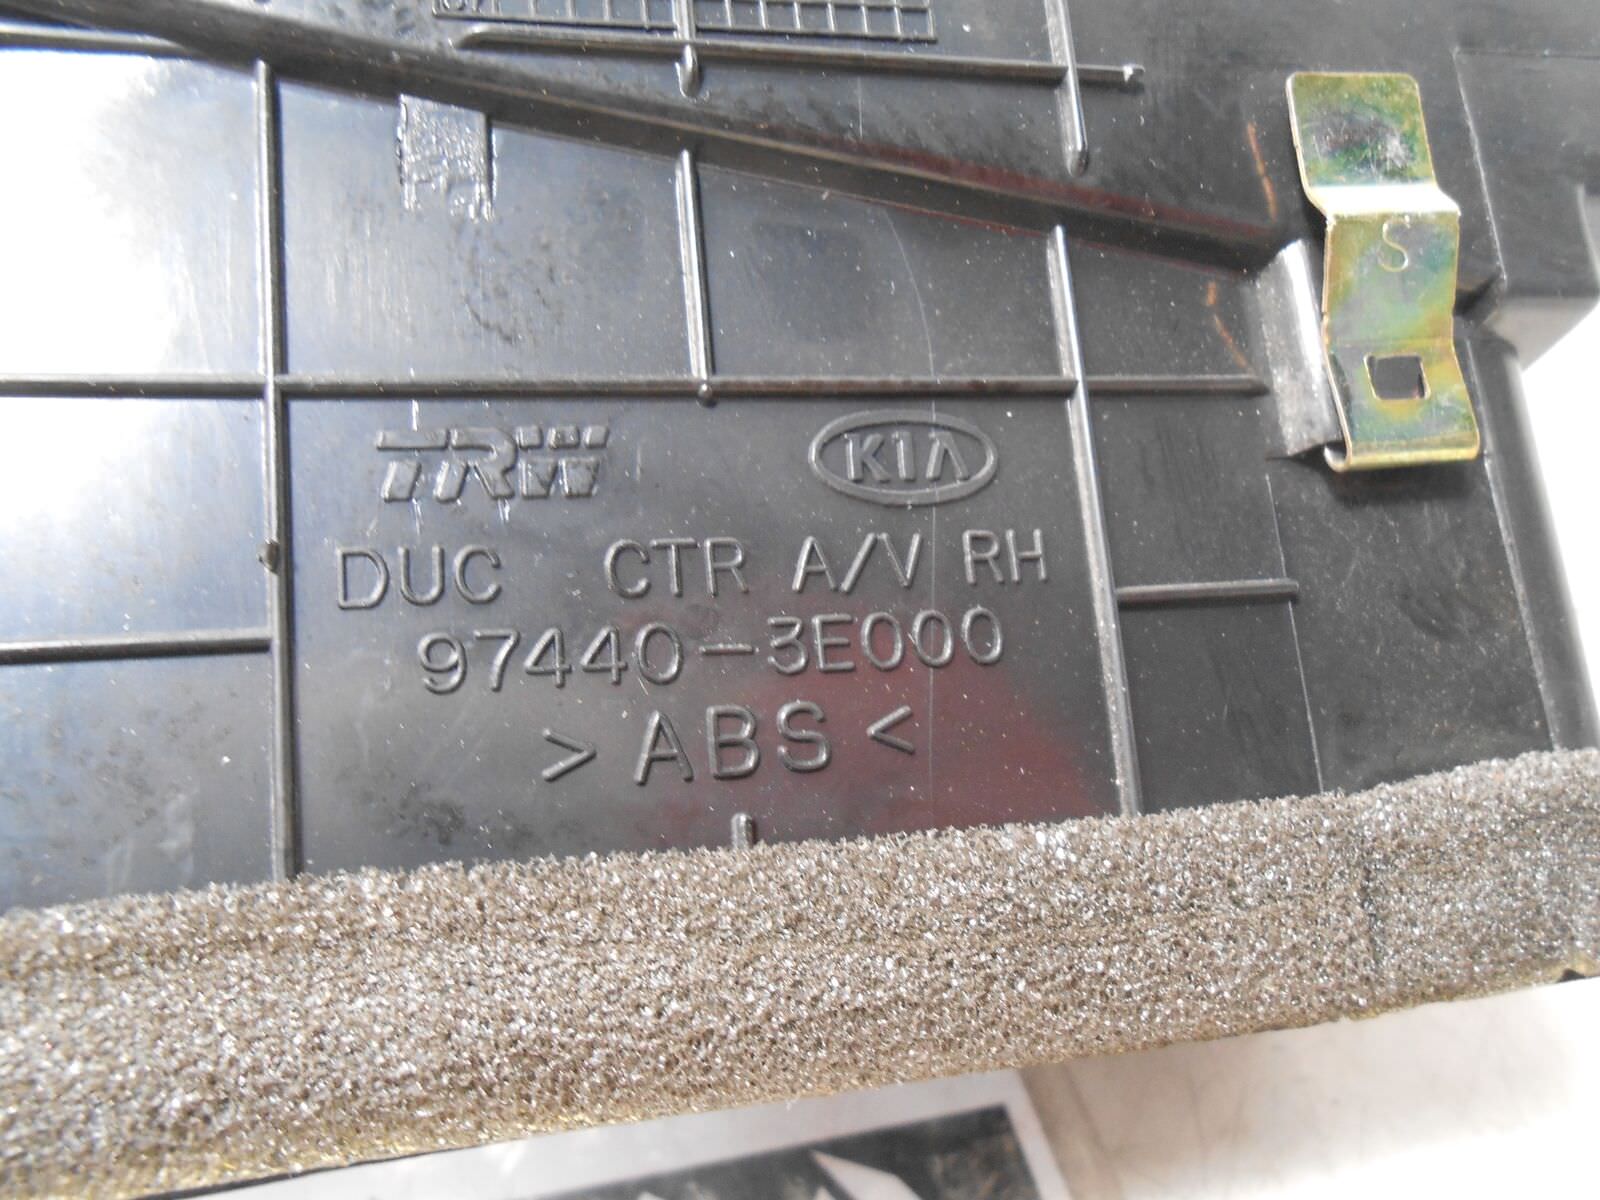 S
TRW KIA
DUC CTR A/V RH
97440-3E000
>ABS<